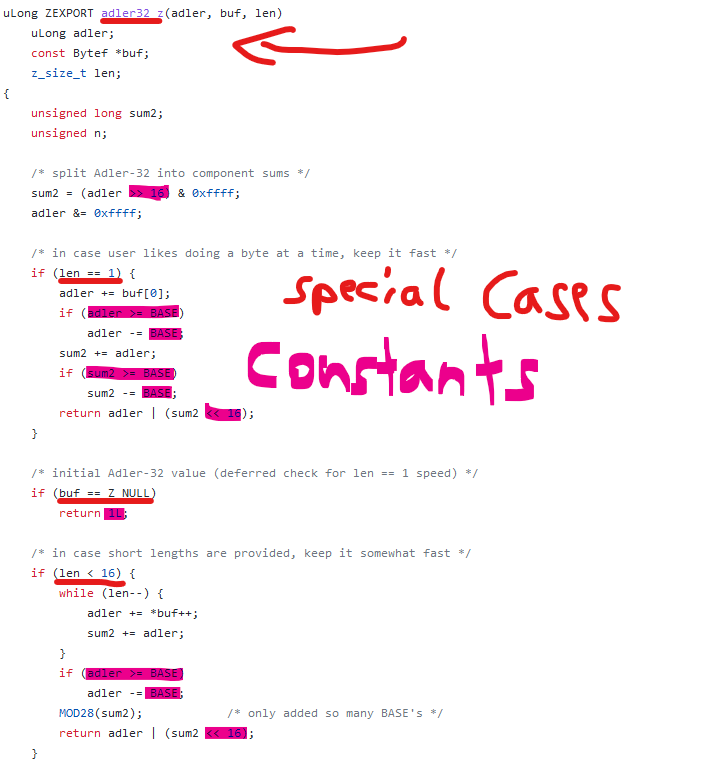 uLong ZEXPORT adler32_z(adler, buf, len)
    uLong adler;
    const Bytef *buf;
    z_size_t len;
{
    unsigned long sum2;
    unsigned n;

    /* split Adler-32 into component sums */
    sum2 = (adler >> 16) & 0xffff;
    adler &= 0xffff;

    /* in case user likes doing a byte at a time, keep it fast */
    if (len == 1) {
        adler += buf[0];
        if (adler >= BASE)
            adler -= BASE;
        sum2 += adler;
        if (sum2 >= BASE)
            sum2 -= BASE;
        return adler | (sum2 << 16);
    }
special Cases
Constants

    /* initial Adler-32 value (deferred check for len == 1 speed) */
    if (buf == Z_NULL)
        return 1L;

    /* in case short lengths are provided, keep it somewhat fast */
    if (len < 16) {
        while (len--) {
            adler += *buf++;
            sum2 += adler;
        }
        if (adler >= BASE)
            adler -= BASE;
        MOD28(sum2);            /* only added so many BASE's */
        return adler | (sum2 << 16);
    }